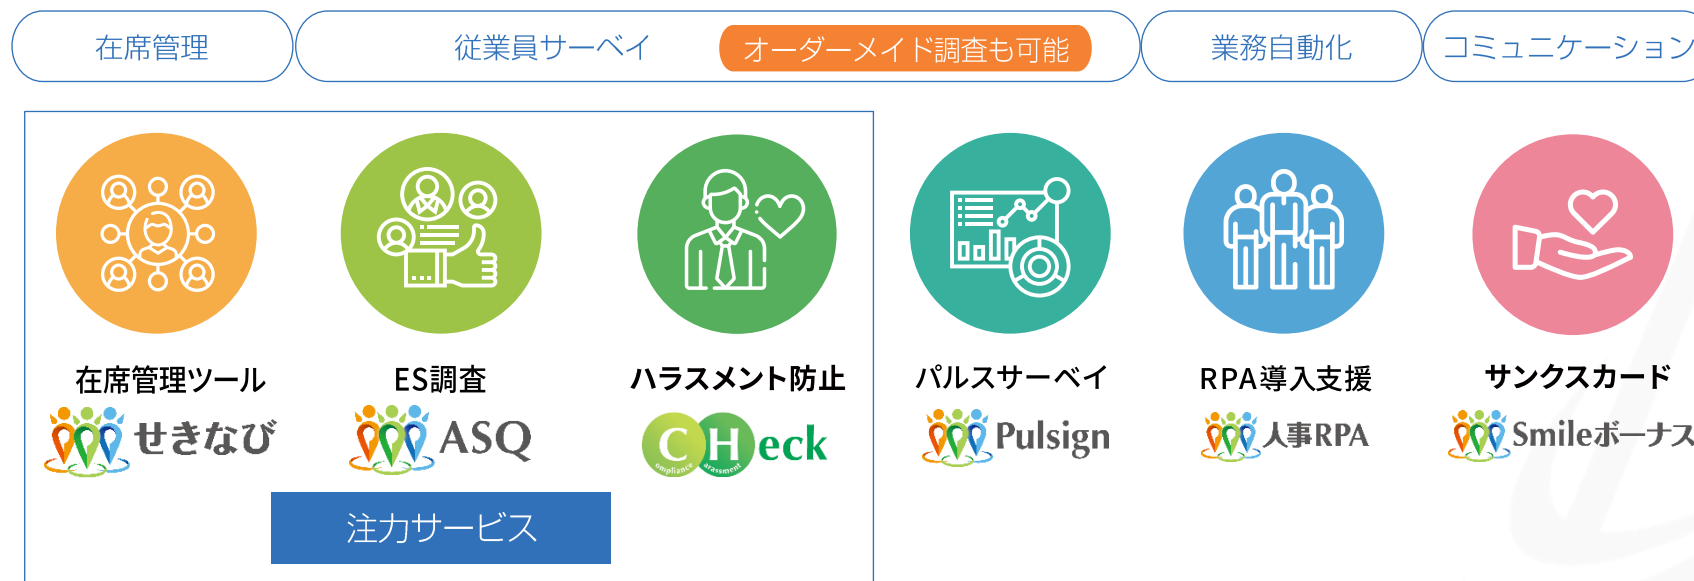 在席管理
従業員サーベイ
オーダーメイド調査も可能
業務自動化
コミュニケーション
在席管理ツール
せきなび
ES調査
ASQ
ハラスメント防止
CHeck
ompliance
arassment
パルスサーベイ
Pulsign
RPA導入支援
人事RPA
サンクスカード
Smileボーナス
注力サービス